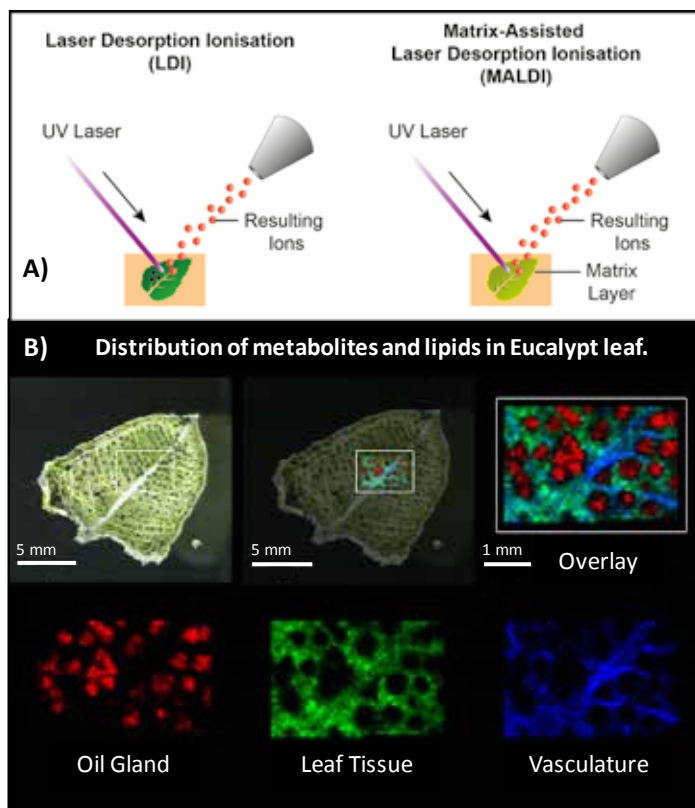 Laser Desorption Ionisation
(LDI)
UV Laser
Resulting
Ions
A)
Matrix-Assisted
Laser Desorption Ionisation
(MALDI)
UV Laser
Resulting
Ions
Matrix
Layer
B) Distribution of metabolites and lipids in Eucalypt leaf.
5 mm
5 mm
1 mm
Overlay
Oil Gland
Leaf Tissue
Vasculature